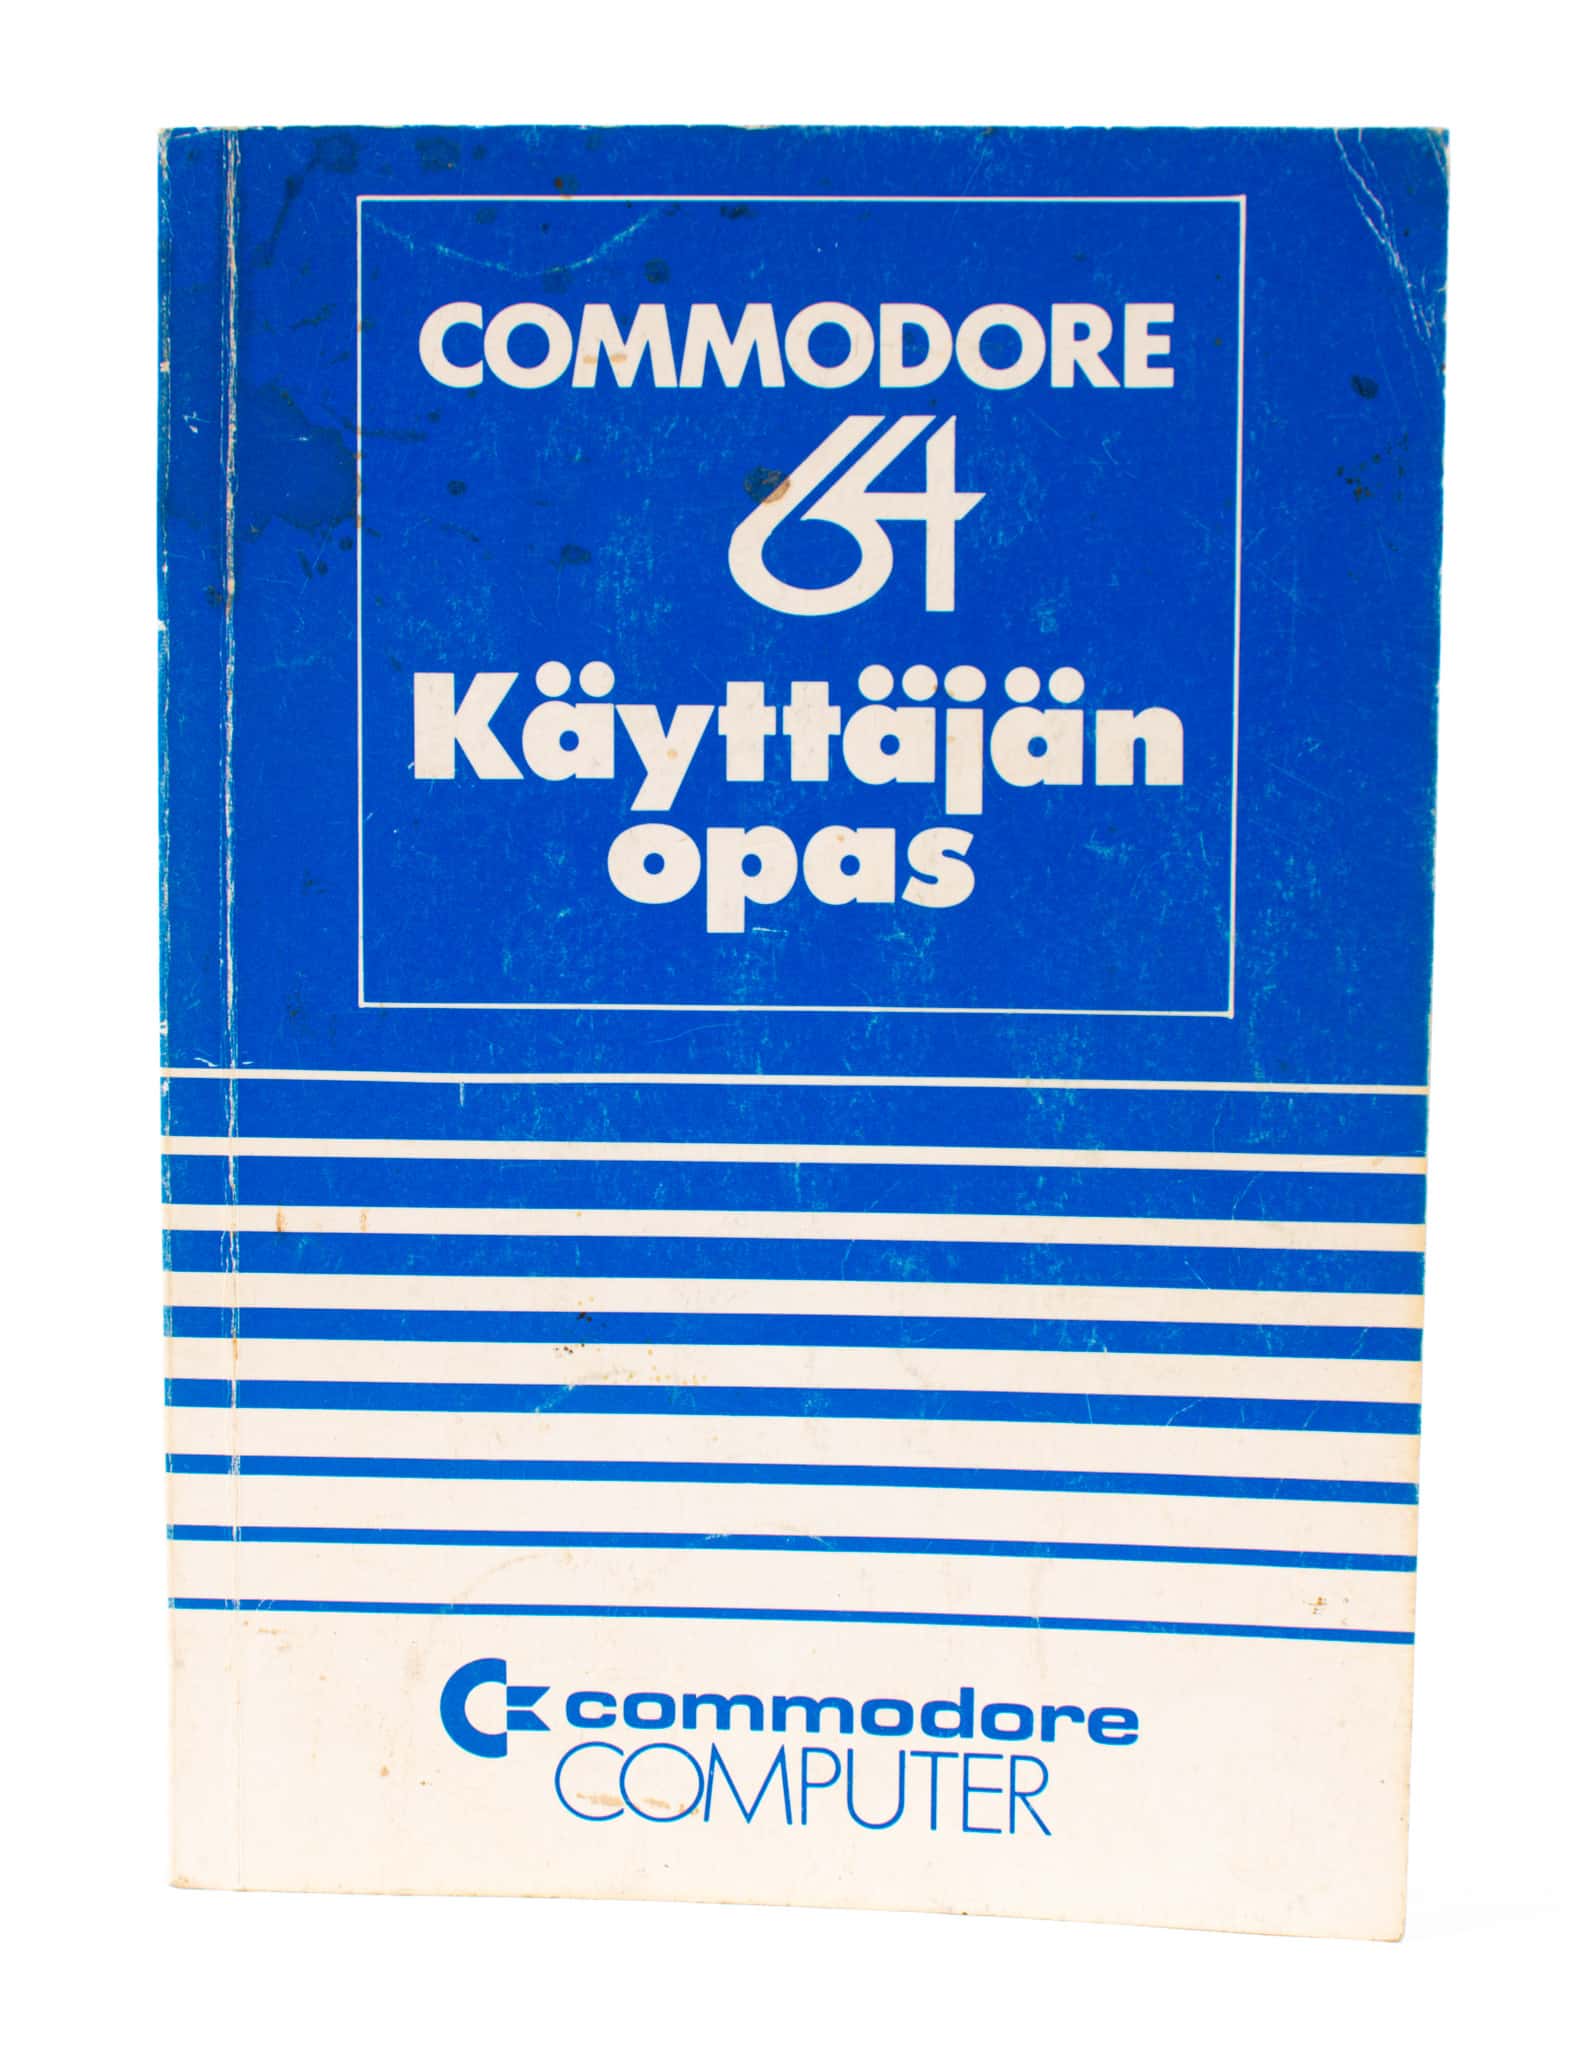 COMMODORE
64
Käyttäjän
opas
commodore
COMPUTER